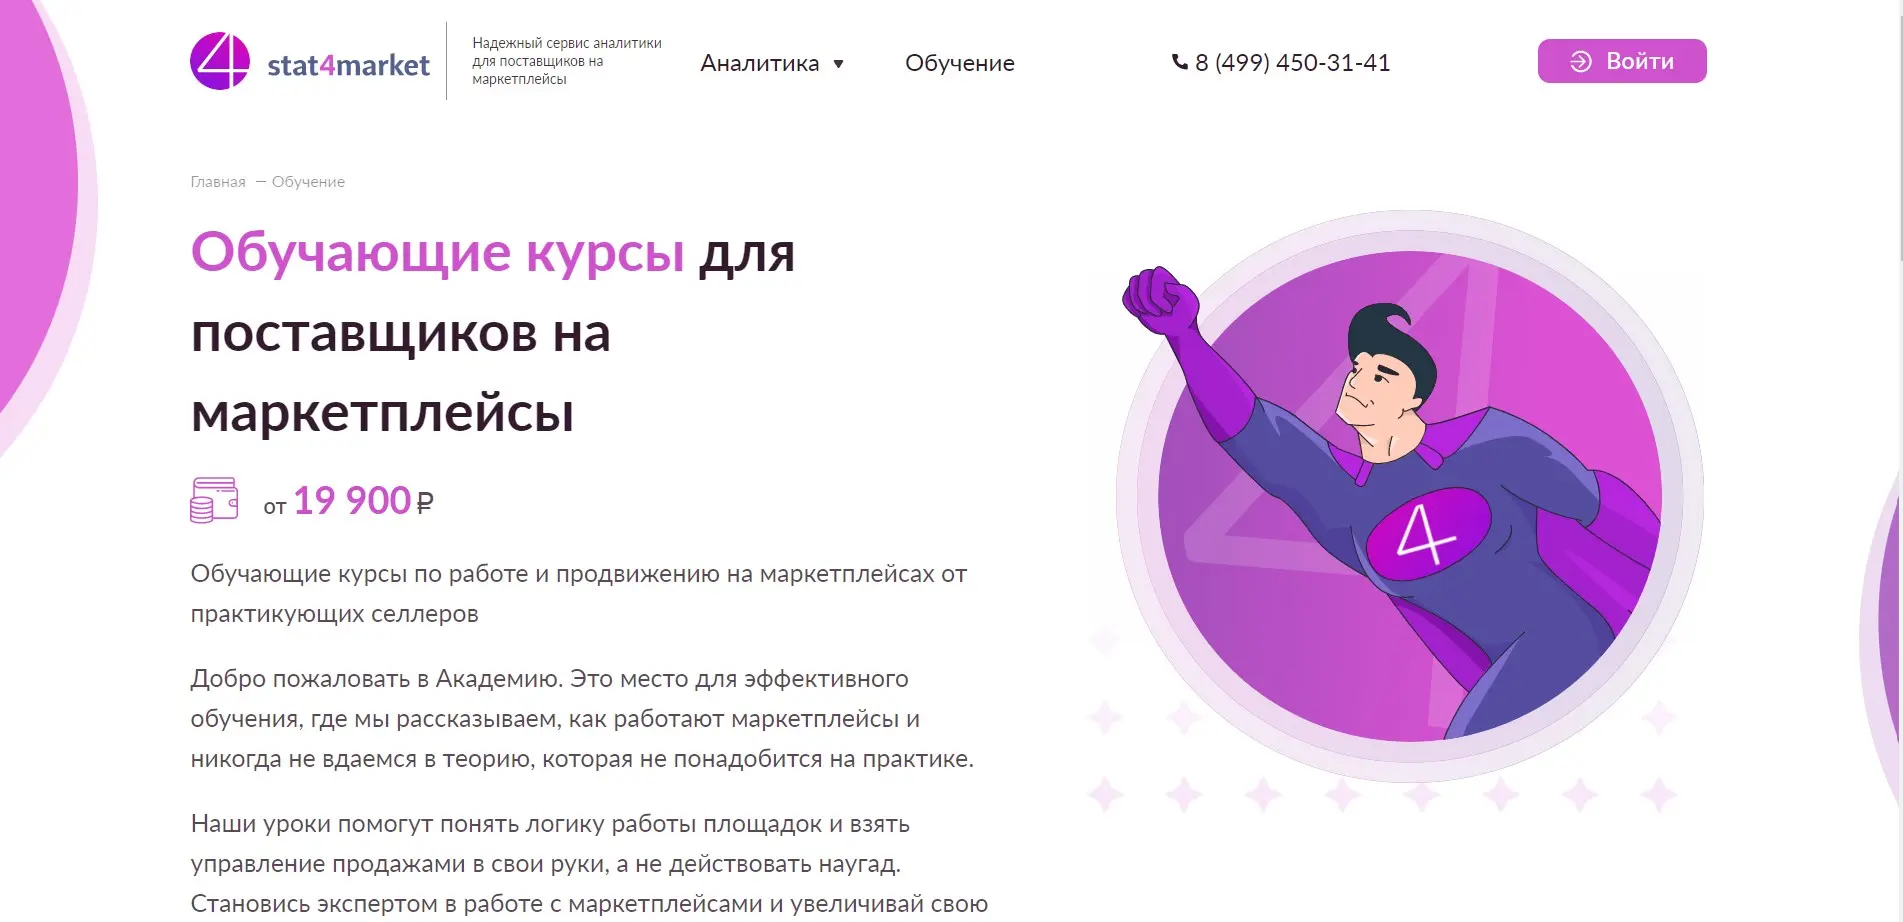 4 stat4market
Надежный сервис аналитики
для поставщиков на
маркетплейсы
Аналитика
Обучение
8 (499) 450-31-41
Войти
Главная — Обучение
Обучающие курсы для
поставщиков на
маркетплейсы
от 19 900 ₽
Обучающие курсы по работе и продвижению на маркетплейсах от
практикующих селлеров
Добро пожаловать в Академию. Это место для эффективного
обучения, где мы рассказываем, как работают маркетплейсы и
никогда не вдаемся в теорию, которая не понадобится на практике.
Наши уроки помогут понять логику работы площадок и взять
управление продажами в свои руки, а не действовать наугад.
Становись экспертом в работе с маркетплейсами и увеличивай свою
4